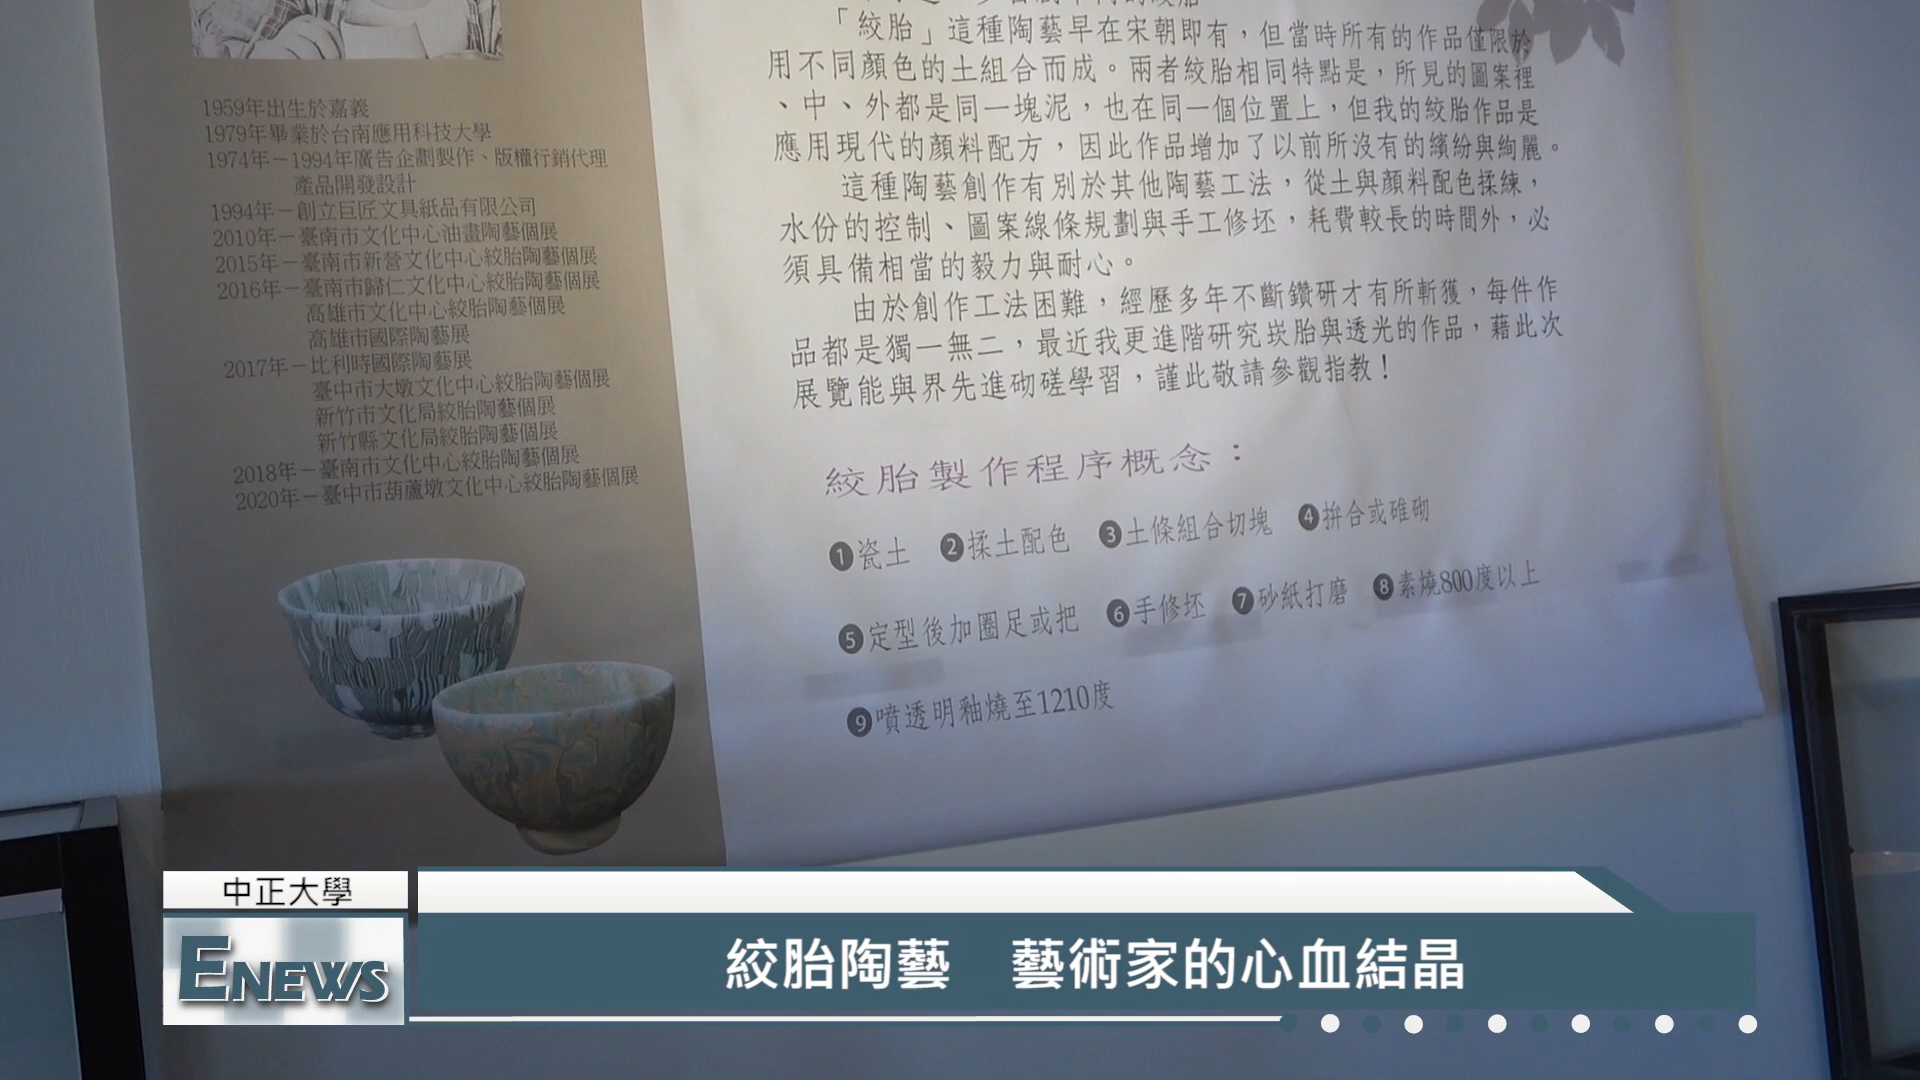 1959年出生於嘉義
1979年畢業於台南應用科技大學
1974年－1994年廣告企劃製作、版權行銷代理
產品開發設計
1994年－創立巨匠文具紙品有限公司
2010年－臺南市文化中心油畫陶藝個展
2015年－臺南市新營文化中心絞胎陶藝個展
2016年－臺南市歸仁文化中心絞胎陶藝個展
高雄市文化中心絞胎陶藝個展
高雄市國際陶藝展
2017年－比利時國際陶藝展
臺中市大墩文化中心絞胎陶藝個展
新竹市文化局絞胎陶藝個展
新竹縣文化局絞胎陶藝個展
2018年－臺南市文化中心絞胎陶藝個展
2020年－臺中市葫蘆墩文化中心絞胎陶藝個展
「絞胎」這種陶藝早在宋朝即有，但當時所有的作品僅限於
用不同顏色的土組合而成。兩者絞胎相同特點是，所見的圖案裡
、中、外都是同一塊泥，也在同一個位置上，但我的絞胎作品是
應用現代的顏料配方，因此作品增加了以前所沒有的繽紛與絢麗。
這種陶藝創作有別於其他陶藝工法，從土與顏料配色揉練，
水份的控制、圖案線條規劃與手工修坯，耗費較長的時間外，必
須具備相當的毅力與耐心。
由於創作工法困難，經歷多年不斷鑽研才有所斬獲，每件作
品都是獨一無二，最近我更進階研究崁胎與透光的作品，藉此次
展覽能與界先進砌磋學習，謹此敬請參觀指教！
絞胎製作程序概念：
❶瓷土 ❷揉土配色 ❸土條組合切塊 ❹拚合或碓砌
❺定型後加圈足或把 ❻手修坯 ❼砂紙打磨 ❽素燒800度以上
❾噴透明釉燒至1210度
中正大學
ENEWS
絞胎陶藝　藝術家的心血結晶